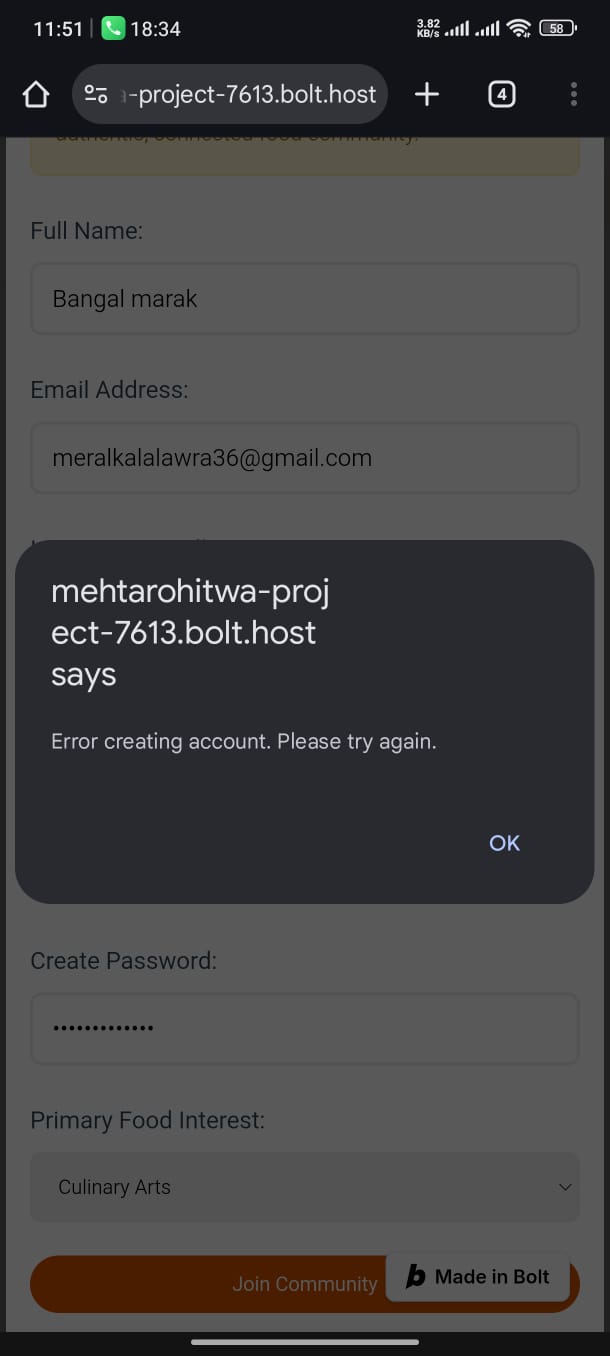 11:51 18:34 3.82 KB/s 58
-project-7613.bolt.host 4
authentic, connected food community.
Full Name:
Bangal marak
Email Address:
meralkalalawra36@gmail.com
mehtarohitwa-proj
ect-7613.bolt.host
says
Error creating account. Please try again.
OK
Create Password:
•••••••••••••
Primary Food Interest:
Culinary Arts
Join Community
b Made in Bolt